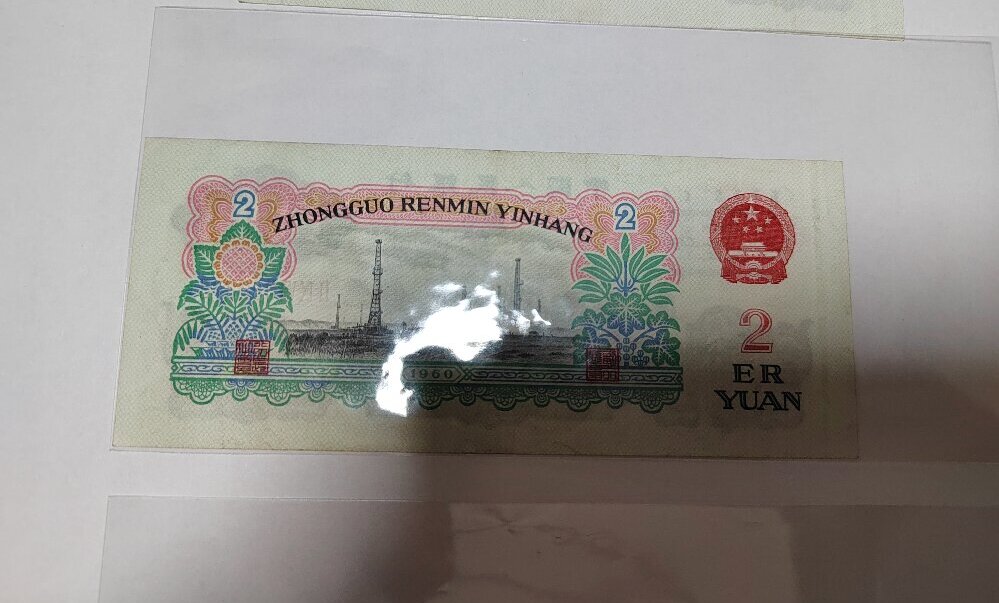 2
2
ZHONGGUO RENMIN YINHANG
2
ER
YUAN
1960